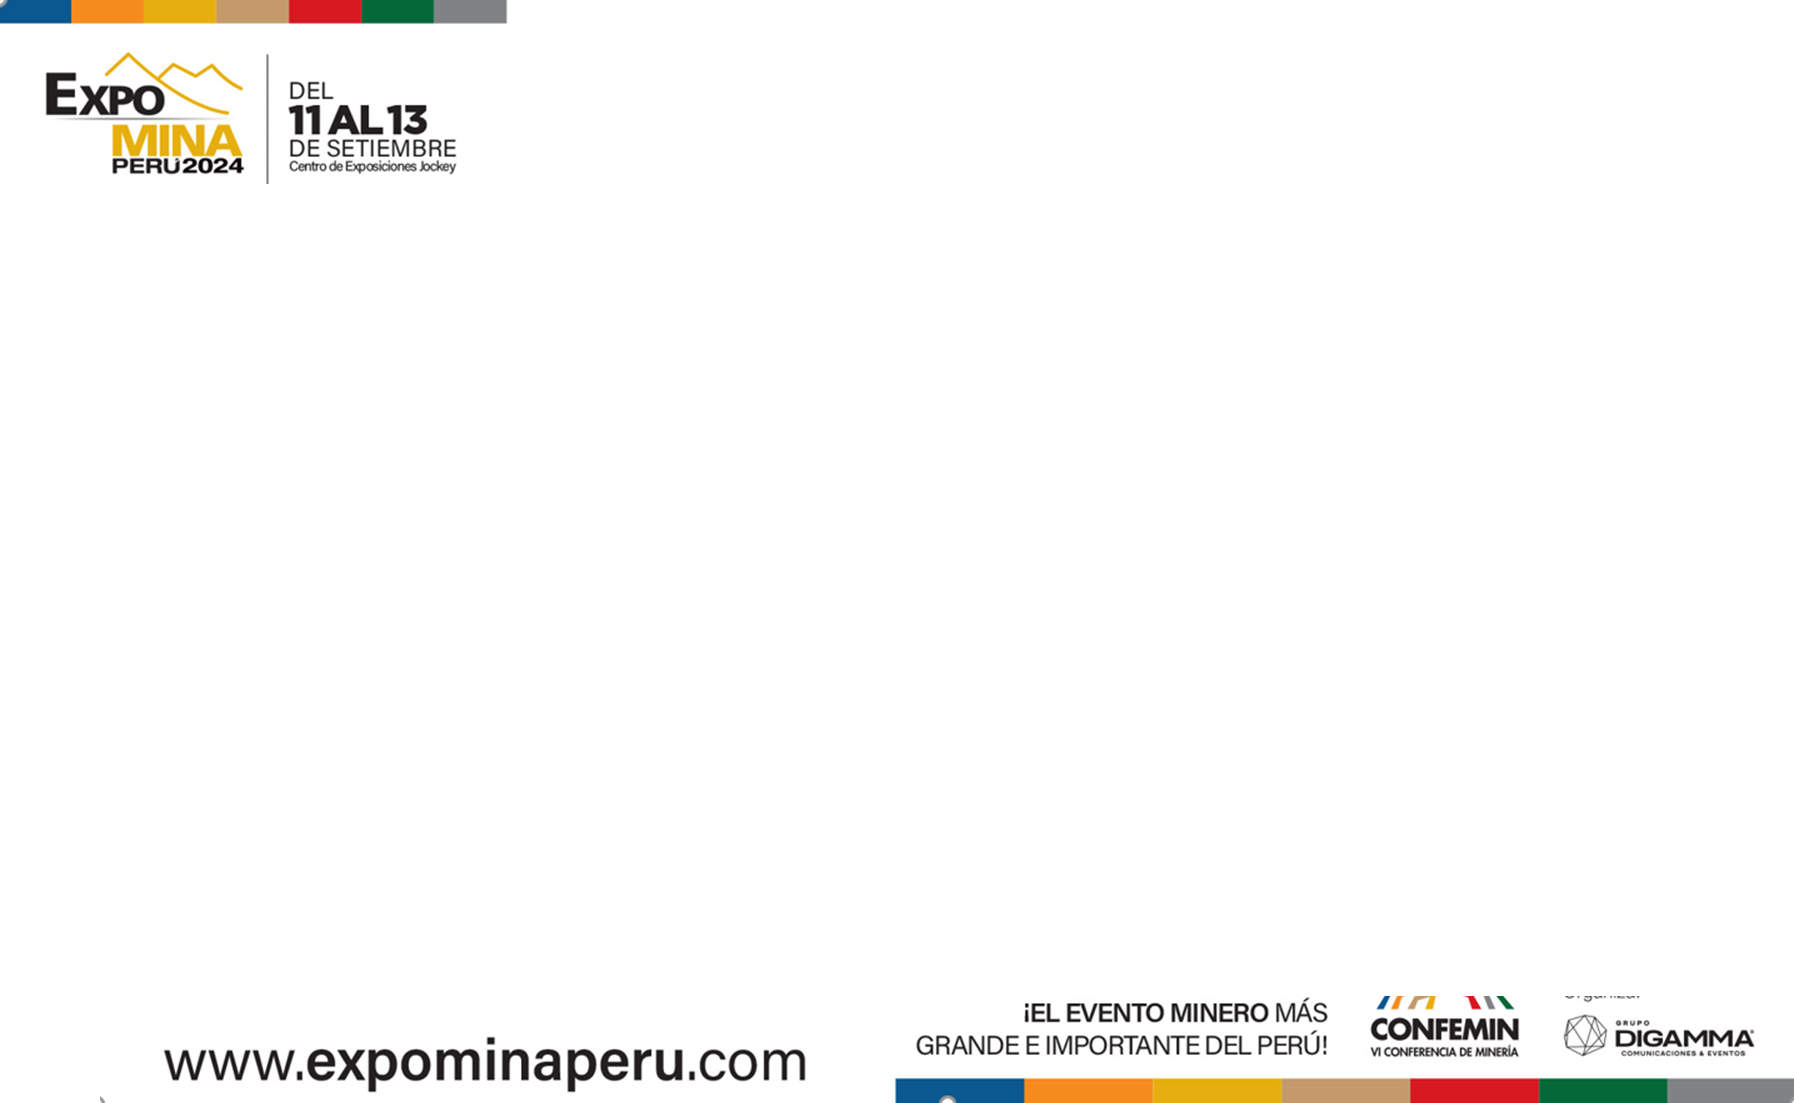 EXPO
MINA
PERÚ2024
DEL
11 AL 13
DE SETIEMBRE
Centro de Exposiciones Jockey
www.expominaperu.com
¡EL EVENTO MINERO MÁS
GRANDE E IMPORTANTE DEL PERÚ!
CONFEMIN
VI CONFERENCIA DE MINERÍA
GRUPO
DIGAMMA
COMUNICACIONES & EVENTOS